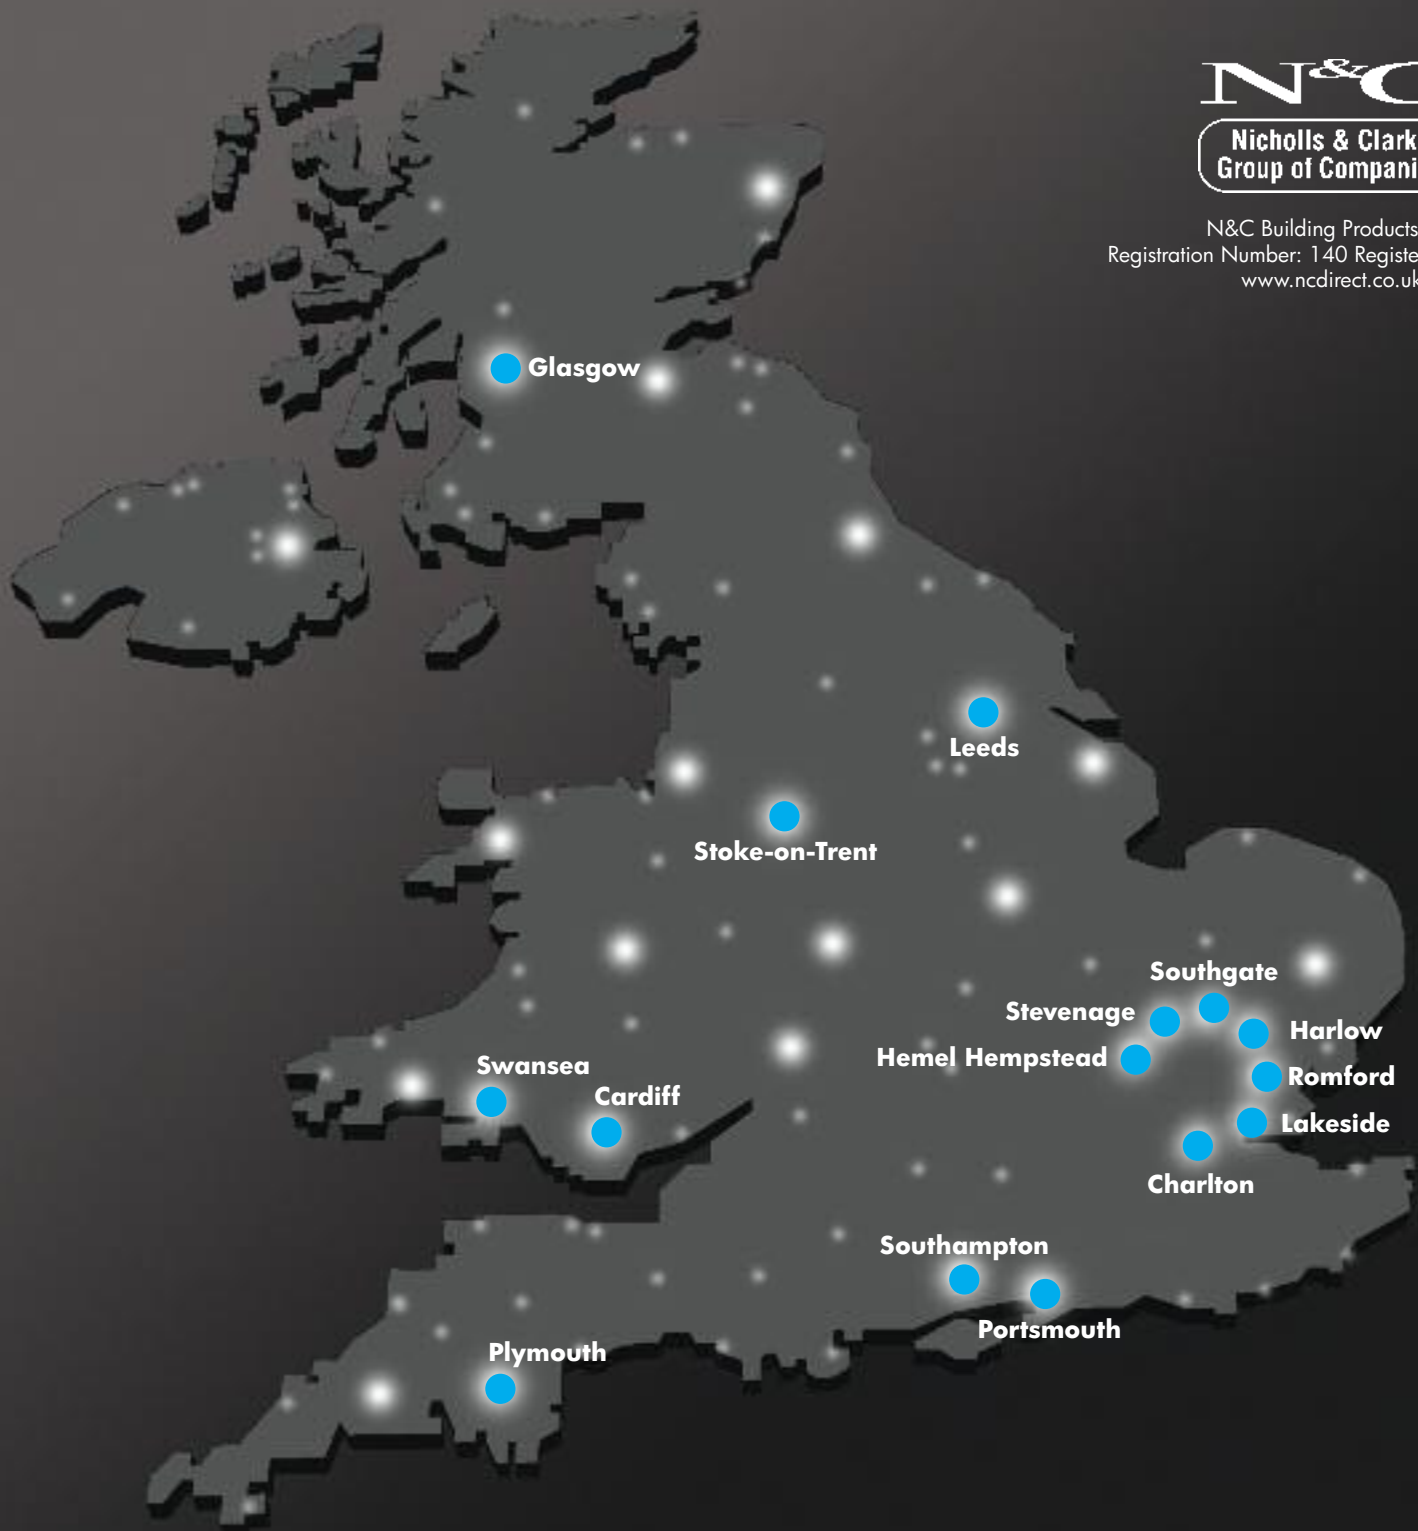 N&C
Nicholls & Clark
Group of Compani
N&C Building Products
Registration Number: 140 Registe
www.ncdirect.co.uk
Glasgow
Leeds
Stoke-on-Trent
Southgate
Stevenage
Harlow
Hemel Hempstead
Swansea
Romford
Cardiff
Lakeside
Charlton
Southampton
Portsmouth
Plymouth